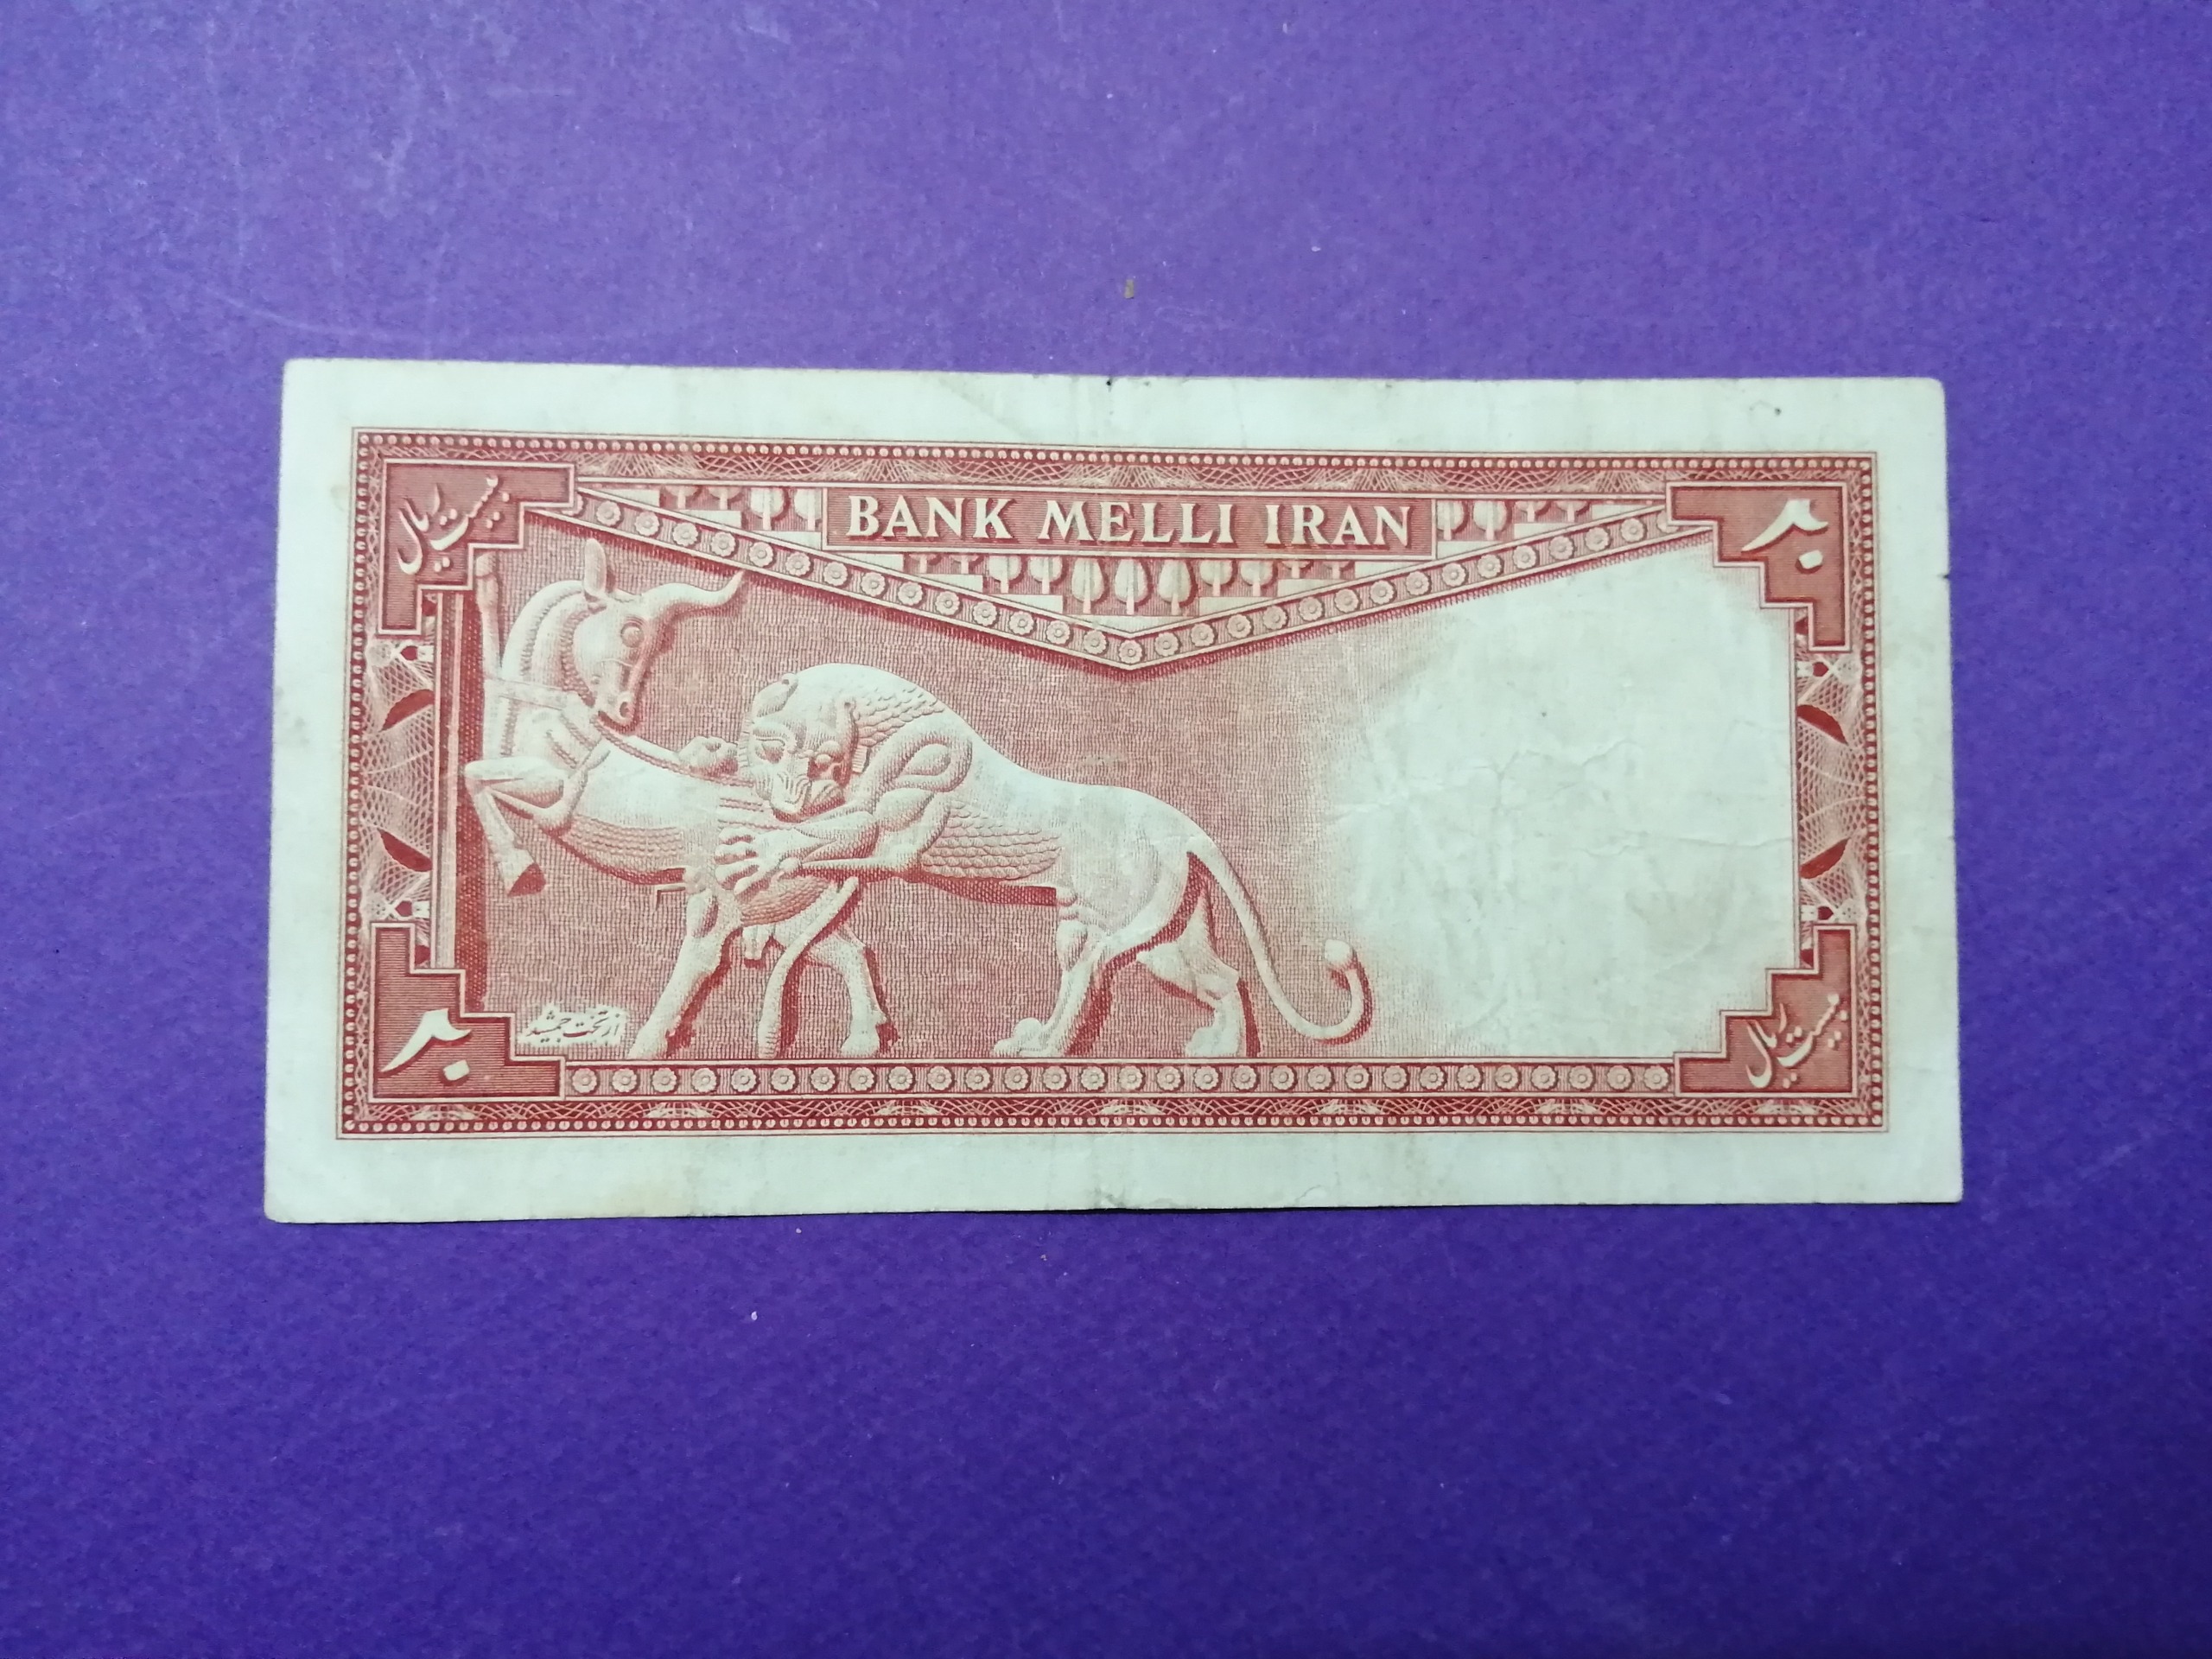 بیست ریال
BANK MELLI IRAN
۲۰
از تخت جمشید
۲۰
بیست ریال